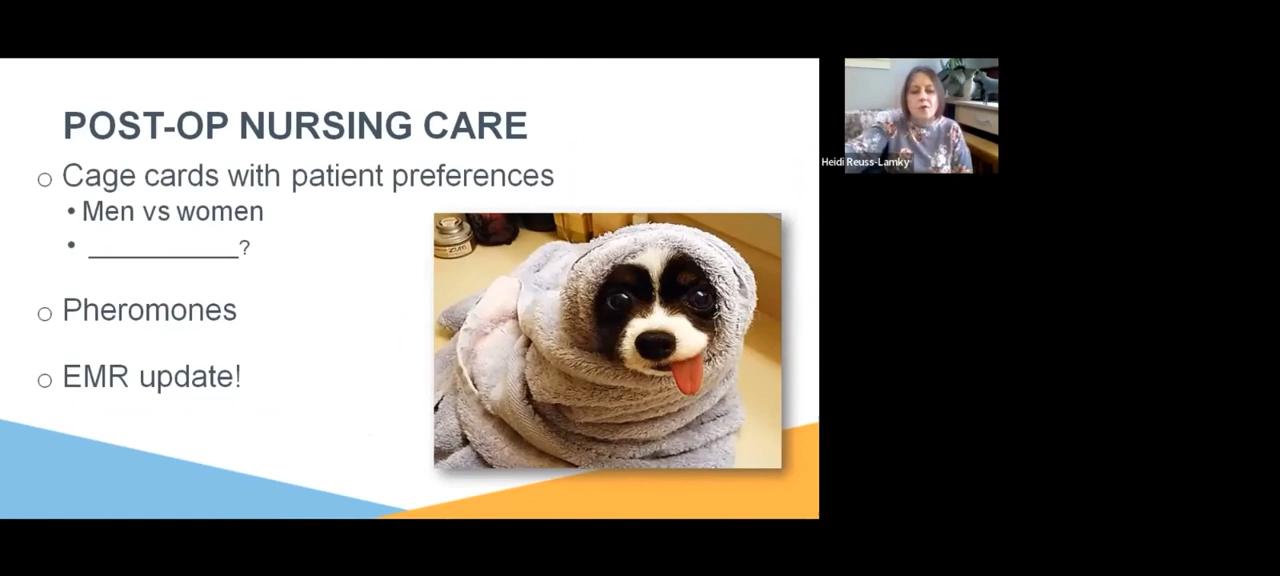 POST-OP NURSING CARE
Cage cards with patient preferences
Men vs women
____________?
Pheromones
EMR update!
Heidi Reuss-Lamky